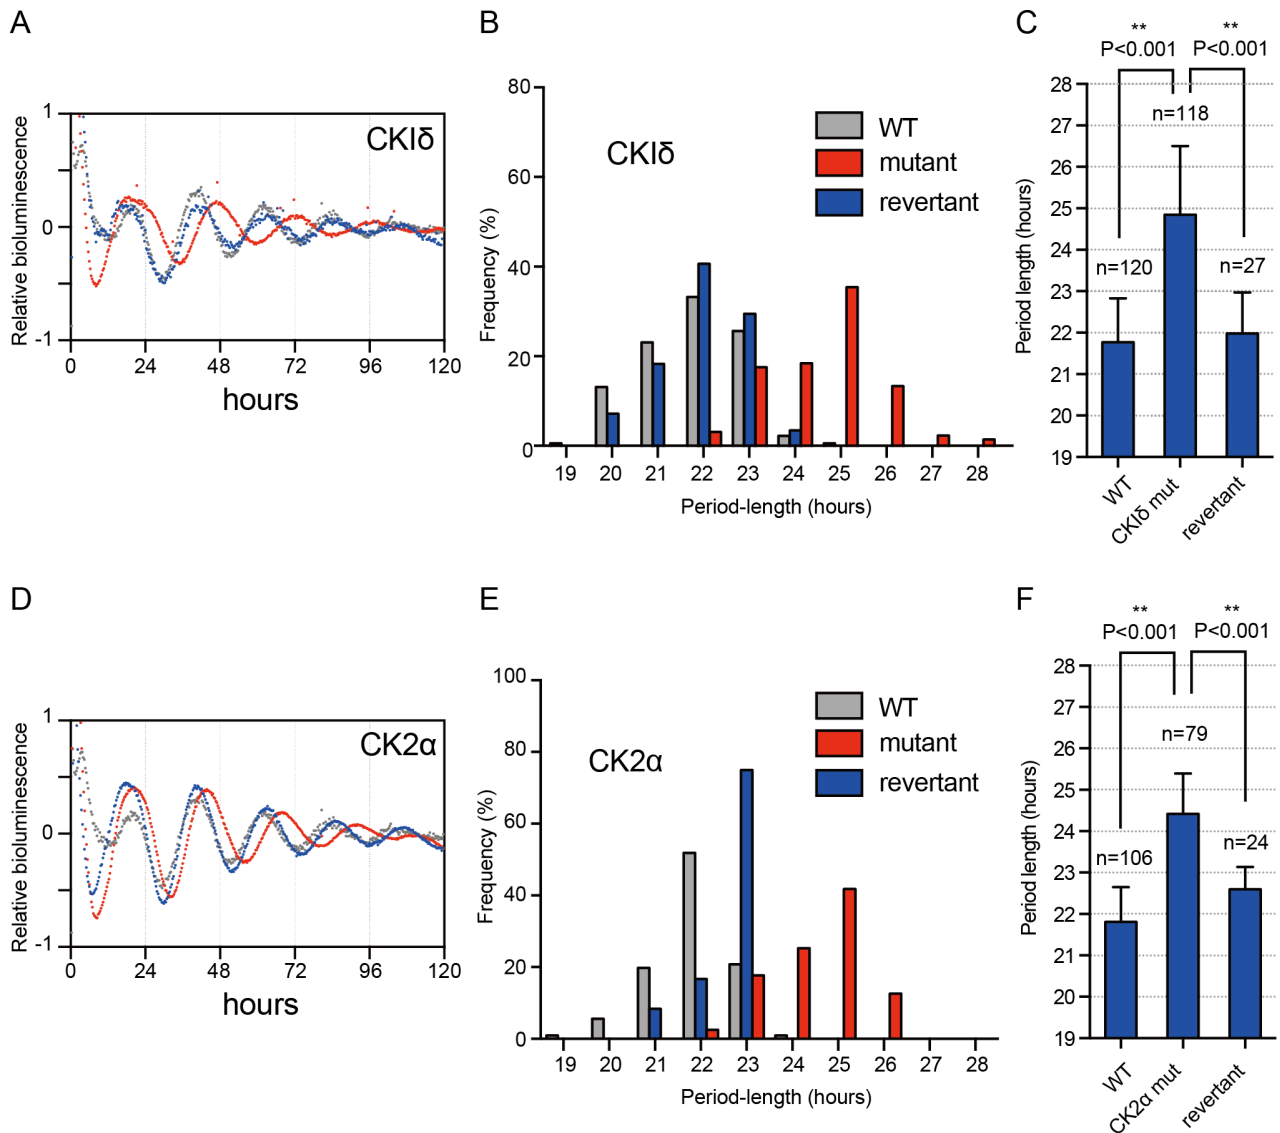 A
Relative bioluminescence
1
0
-1
CKIδ
0 24 48 72 96 120
hours
B
Frequency (%)
80
60
40
20
0
CKIδ
WT
mutant
revertant
19 20 21 22 23 24 25 26 27 28
Period-length (hours)
C
** **
P<0.001 P<0.001
Period length (hours)
28
27
26
25
24
23
22
21
20
19
n=118
n=120
n=27
WT
CKIδ mut
revertant
D
Relative bioluminescence
1
0
-1
CK2α
0 24 48 72 96 120
hours
E
Frequency (%)
100
80
60
40
20
0
CK2α
WT
mutant
revertant
19 20 21 22 23 24 25 26 27 28
Period-length (hours)
F
** **
P<0.001 P<0.001
Period length (hours)
28
27
26
25
24
23
22
21
20
19
n=79
n=106
n=24
WT
CK2α mut
revertant